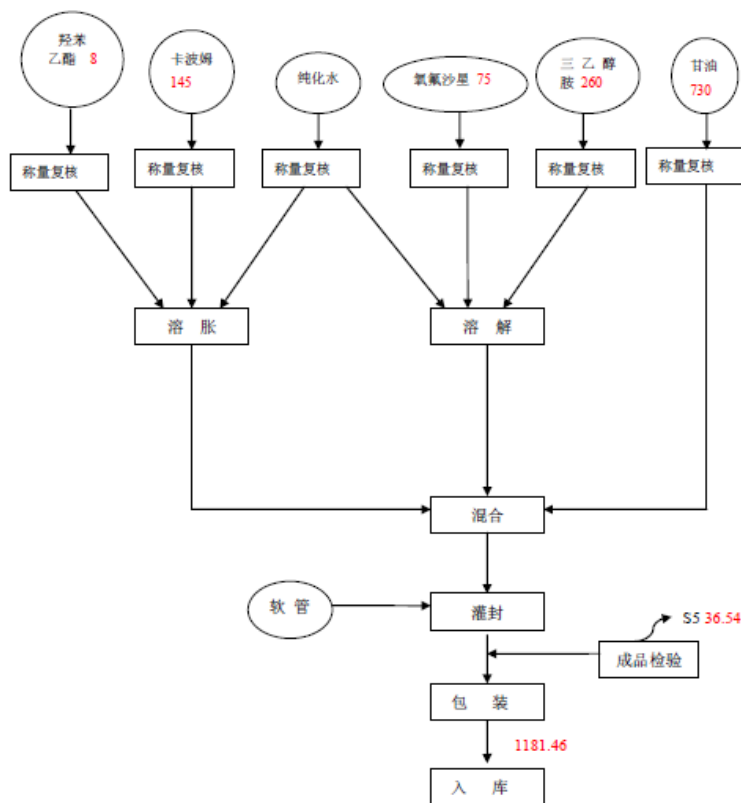 羟苯
乙酯 8
卡波姆
145
纯化水
氧氟沙星 75
三 乙 醇
胺 260
甘油
730
称量复核
称量复核
称量复核
称量复核
称量复核
称量复核
溶 胀
溶 解
混合
软 管
灌封
S5 36.54
成品检验
包 装
1181.46
入 库